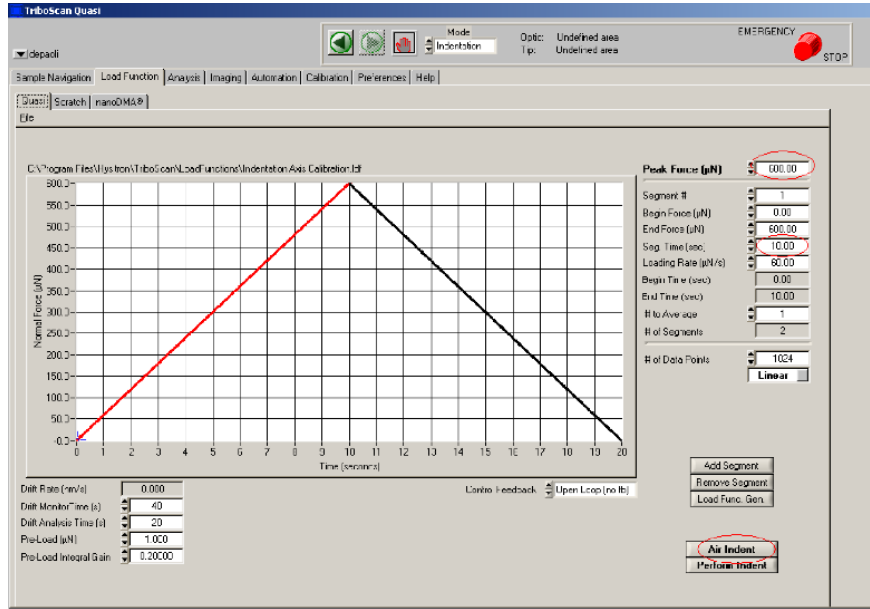 TriboScan Quasi
Mode
EMERGENCY
Optic: Undefined area
Indentation
Tip: Undefined area
STOP
depaoli
Sample Navigation Load Function Analysis Imaging Automation Calibration Preferences Help
Quasi Scratch nanoDMA®
File
C:\Program Files\Hysitron\TriboScan\LoadFunctions\Indentation Axis Calibration.ldf
Peak Force (µN) 600.00
Segment # 1
Begin Force (µN) 0.00
End Force (µN) 600.00
Seg. Time (sec) 10.00
Loading Rate (µN/s) 60.00
Begin Time (sec) 0.00
End Time (sec) 10.00
# to Average 1
# of Segments 2
# of Data Points 1024
Linear
Normal Force (µN)
600.0
550.0
500.0
450.0
400.0
350.0
300.0
250.0
200.0
150.0
100.0
50.0
-0.0
0 1 2 3 4 5 6 7 8 9 10 11 12 13 14 15 16 17 18 19 20
Time (seconds)
Add Segment
Remove Segment
Load Func. Gen.
Drift Rate (nm/s) 0.000
Control Feedback Open Loop (no fb)
Drift Monitor Time (s) 40
Drift Analysis Time (s) 20
Pre-Load (µN) 1.000
Pre-Load Integral Gain 0.20000
Air Indent
Perform Indent